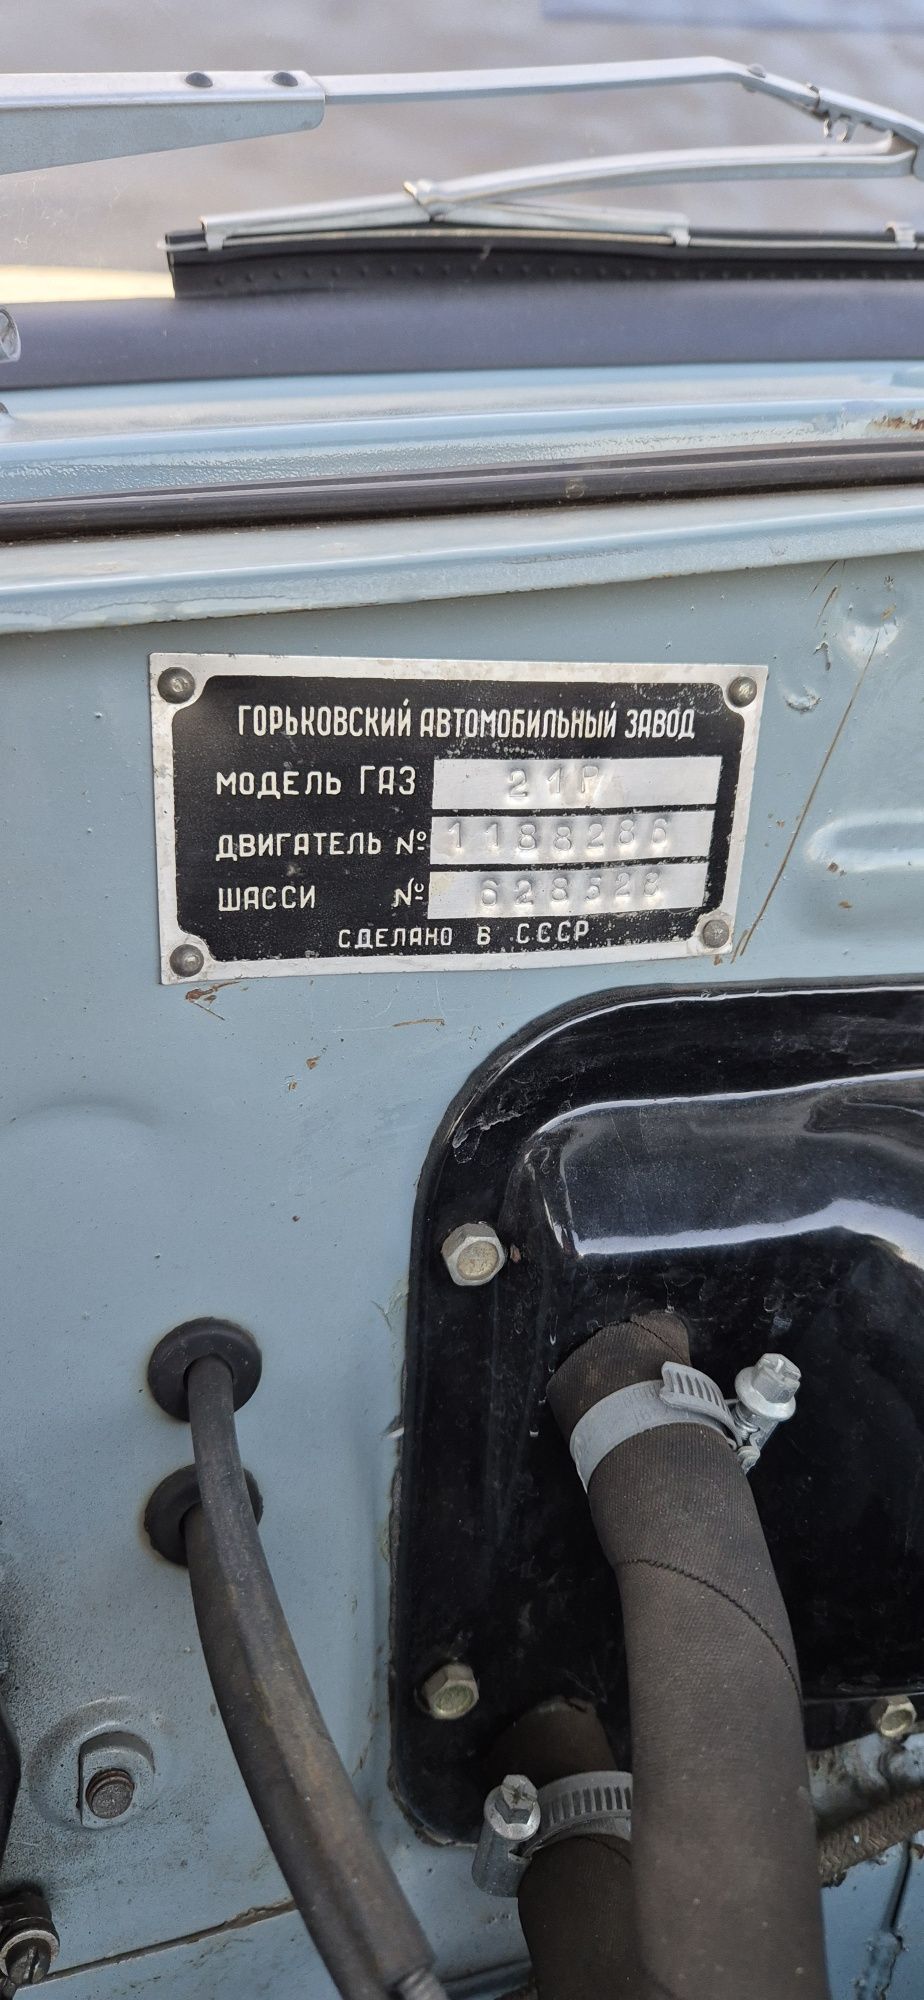 ГОРЬКОВСКИЙ АВТОМОБИЛЬНЫЙ ЗАВОД
МОДЕЛЬ ГАЗ 21Р
ДВИГАТЕЛЬ № 1188286
ШАССИ № 628528
СДЕЛАНО В СССР